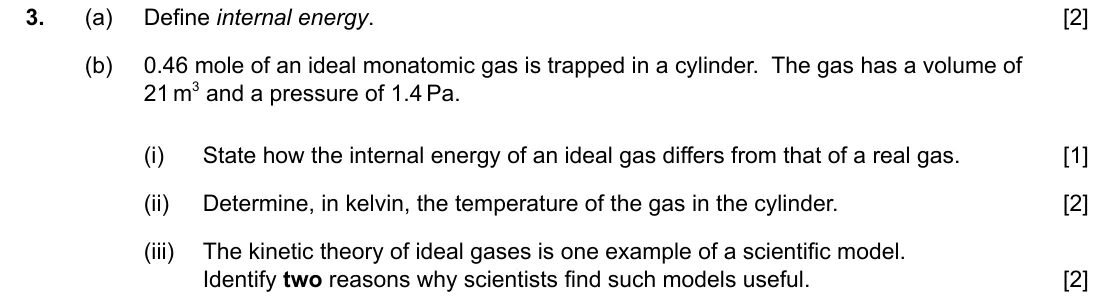 3. (a) Define internal energy. [2]
(b) 0.46 mole of an ideal monatomic gas is trapped in a cylinder. The gas has a volume of
21 m³ and a pressure of 1.4 Pa.
(i) State how the internal energy of an ideal gas differs from that of a real gas. [1]
(ii) Determine, in kelvin, the temperature of the gas in the cylinder. [2]
(iii) The kinetic theory of ideal gases is one example of a scientific model.
Identify two reasons why scientists find such models useful. [2]